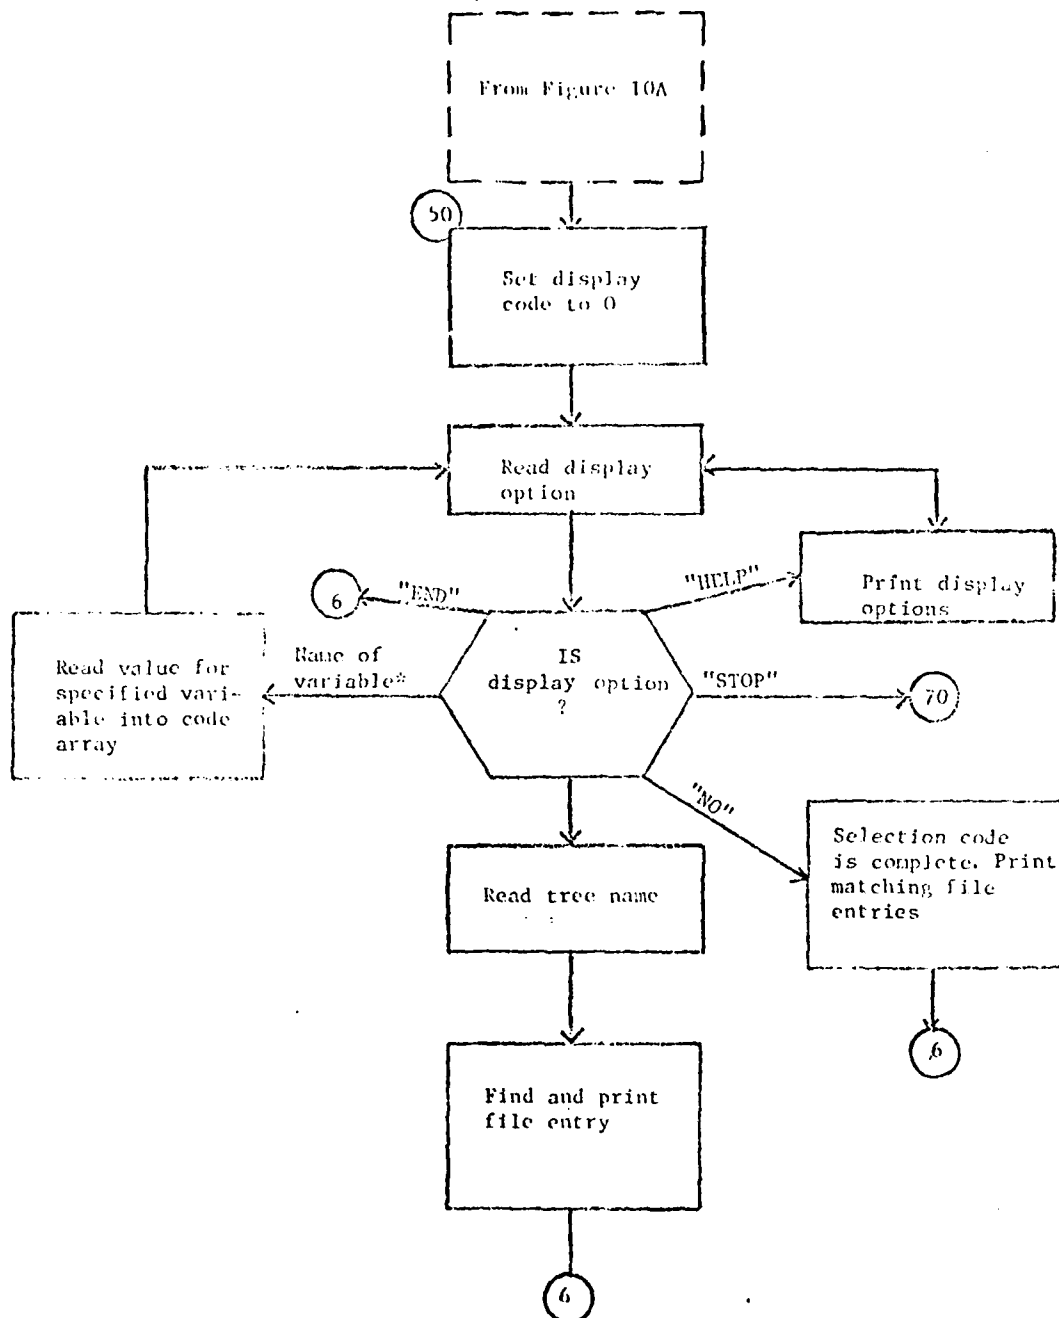 From Figure 10A
50
Set display
code to 0
Read display
option
"HELP"
Print display
options
"END"
6
IS
display option
?
Name of
variable*
Read value for
specified vari-
able into code
array
"STOP"
70
"NO"
Selection code
is complete. Print
matching file
entries
6
Read tree name
Find and print
file entry
6